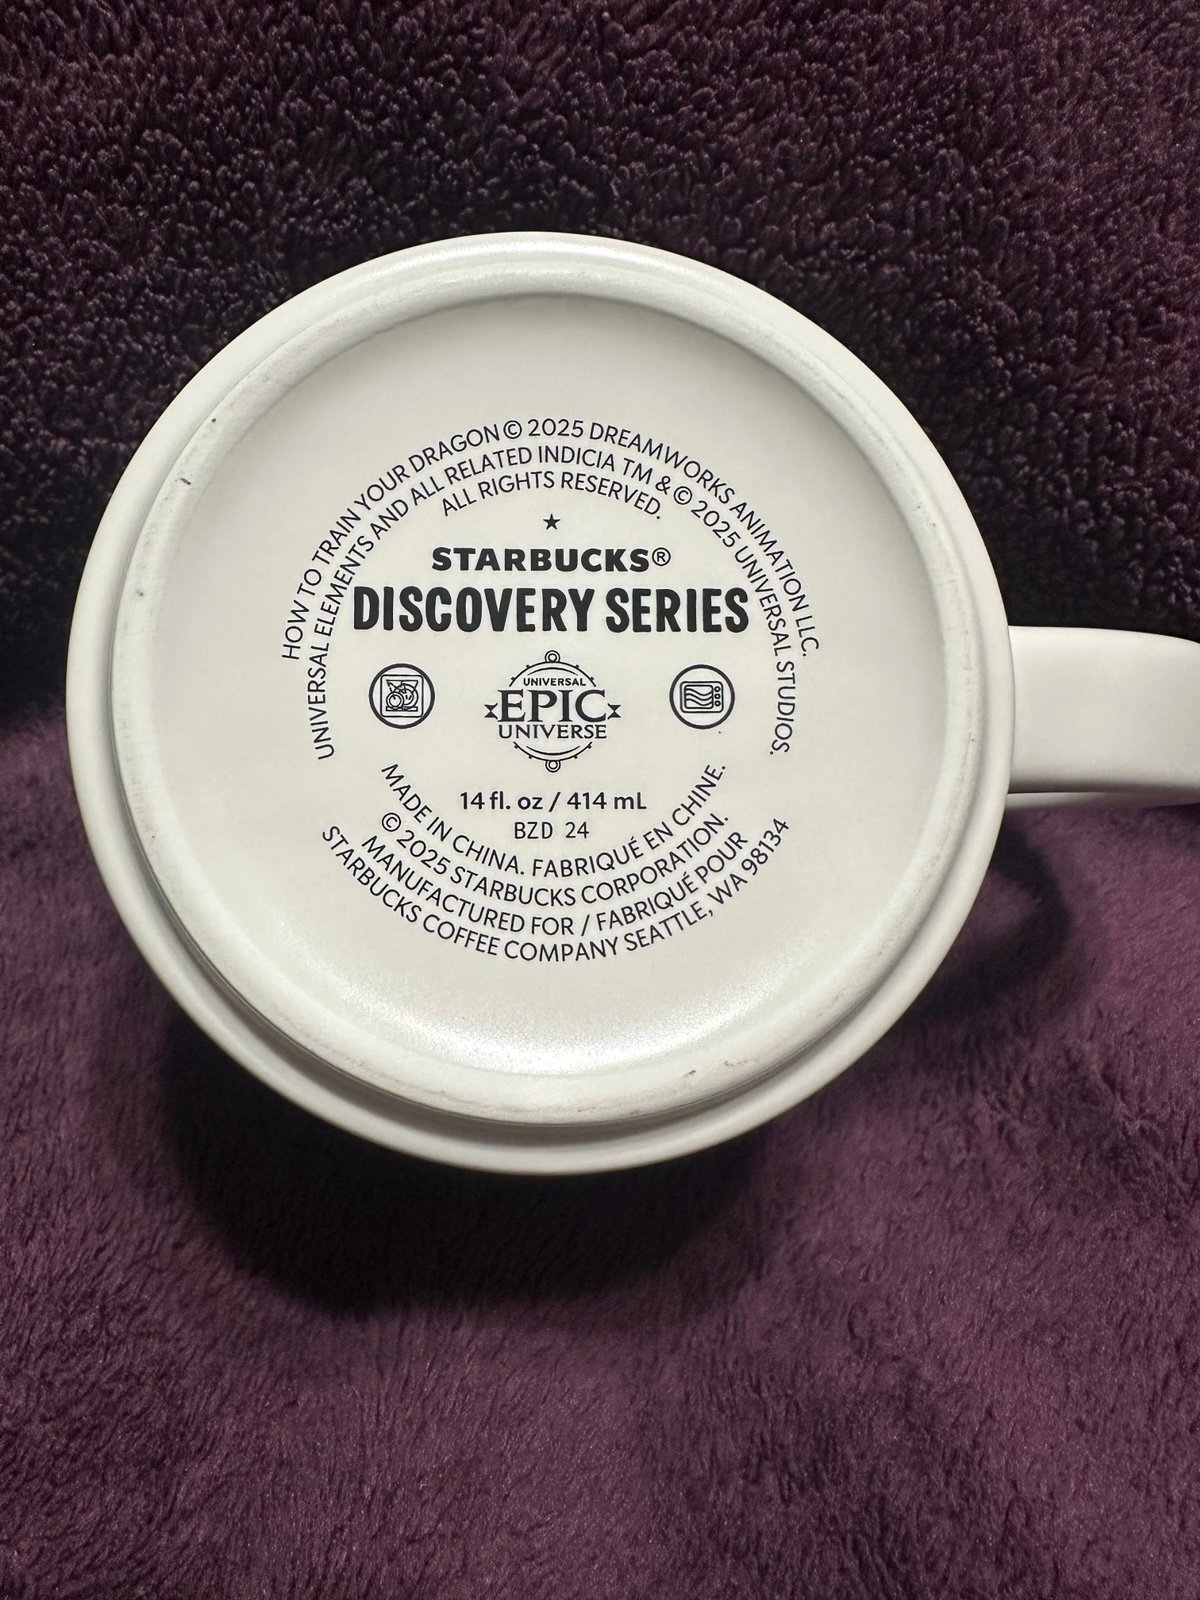 HOW TO TRAIN YOUR DRAGON © 2025 DREAMWORKS ANIMATION LLC.
UNIVERSAL ELEMENTS AND ALL RELATED INDICIA TM & © 2025 UNIVERSAL STUDIOS.
ALL RIGHTS RESERVED.
STARBUCKS®
DISCOVERY SERIES
UNIVERSAL
EPIC
UNIVERSE
14 fl. oz / 414 mL
BZD 24
MADE IN CHINA. FABRIQUÉ EN CHINE.
© 2025 STARBUCKS CORPORATION.
MANUFACTURED FOR / FABRIQUÉ POUR
STARBUCKS COFFEE COMPANY SEATTLE, WA 98134